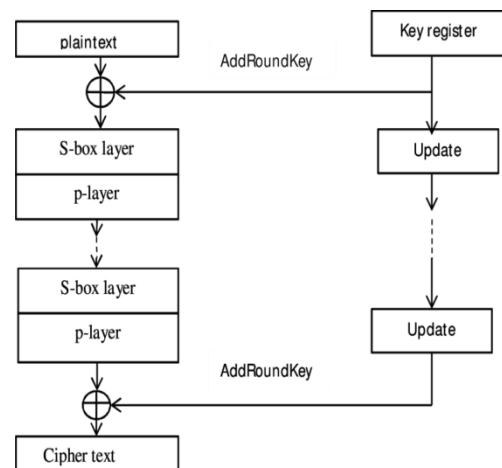 plaintext
Key register
AddRoundKey
S-box layer
p-layer
Update
S-box layer
p-layer
Update
AddRoundKey
Cipher text